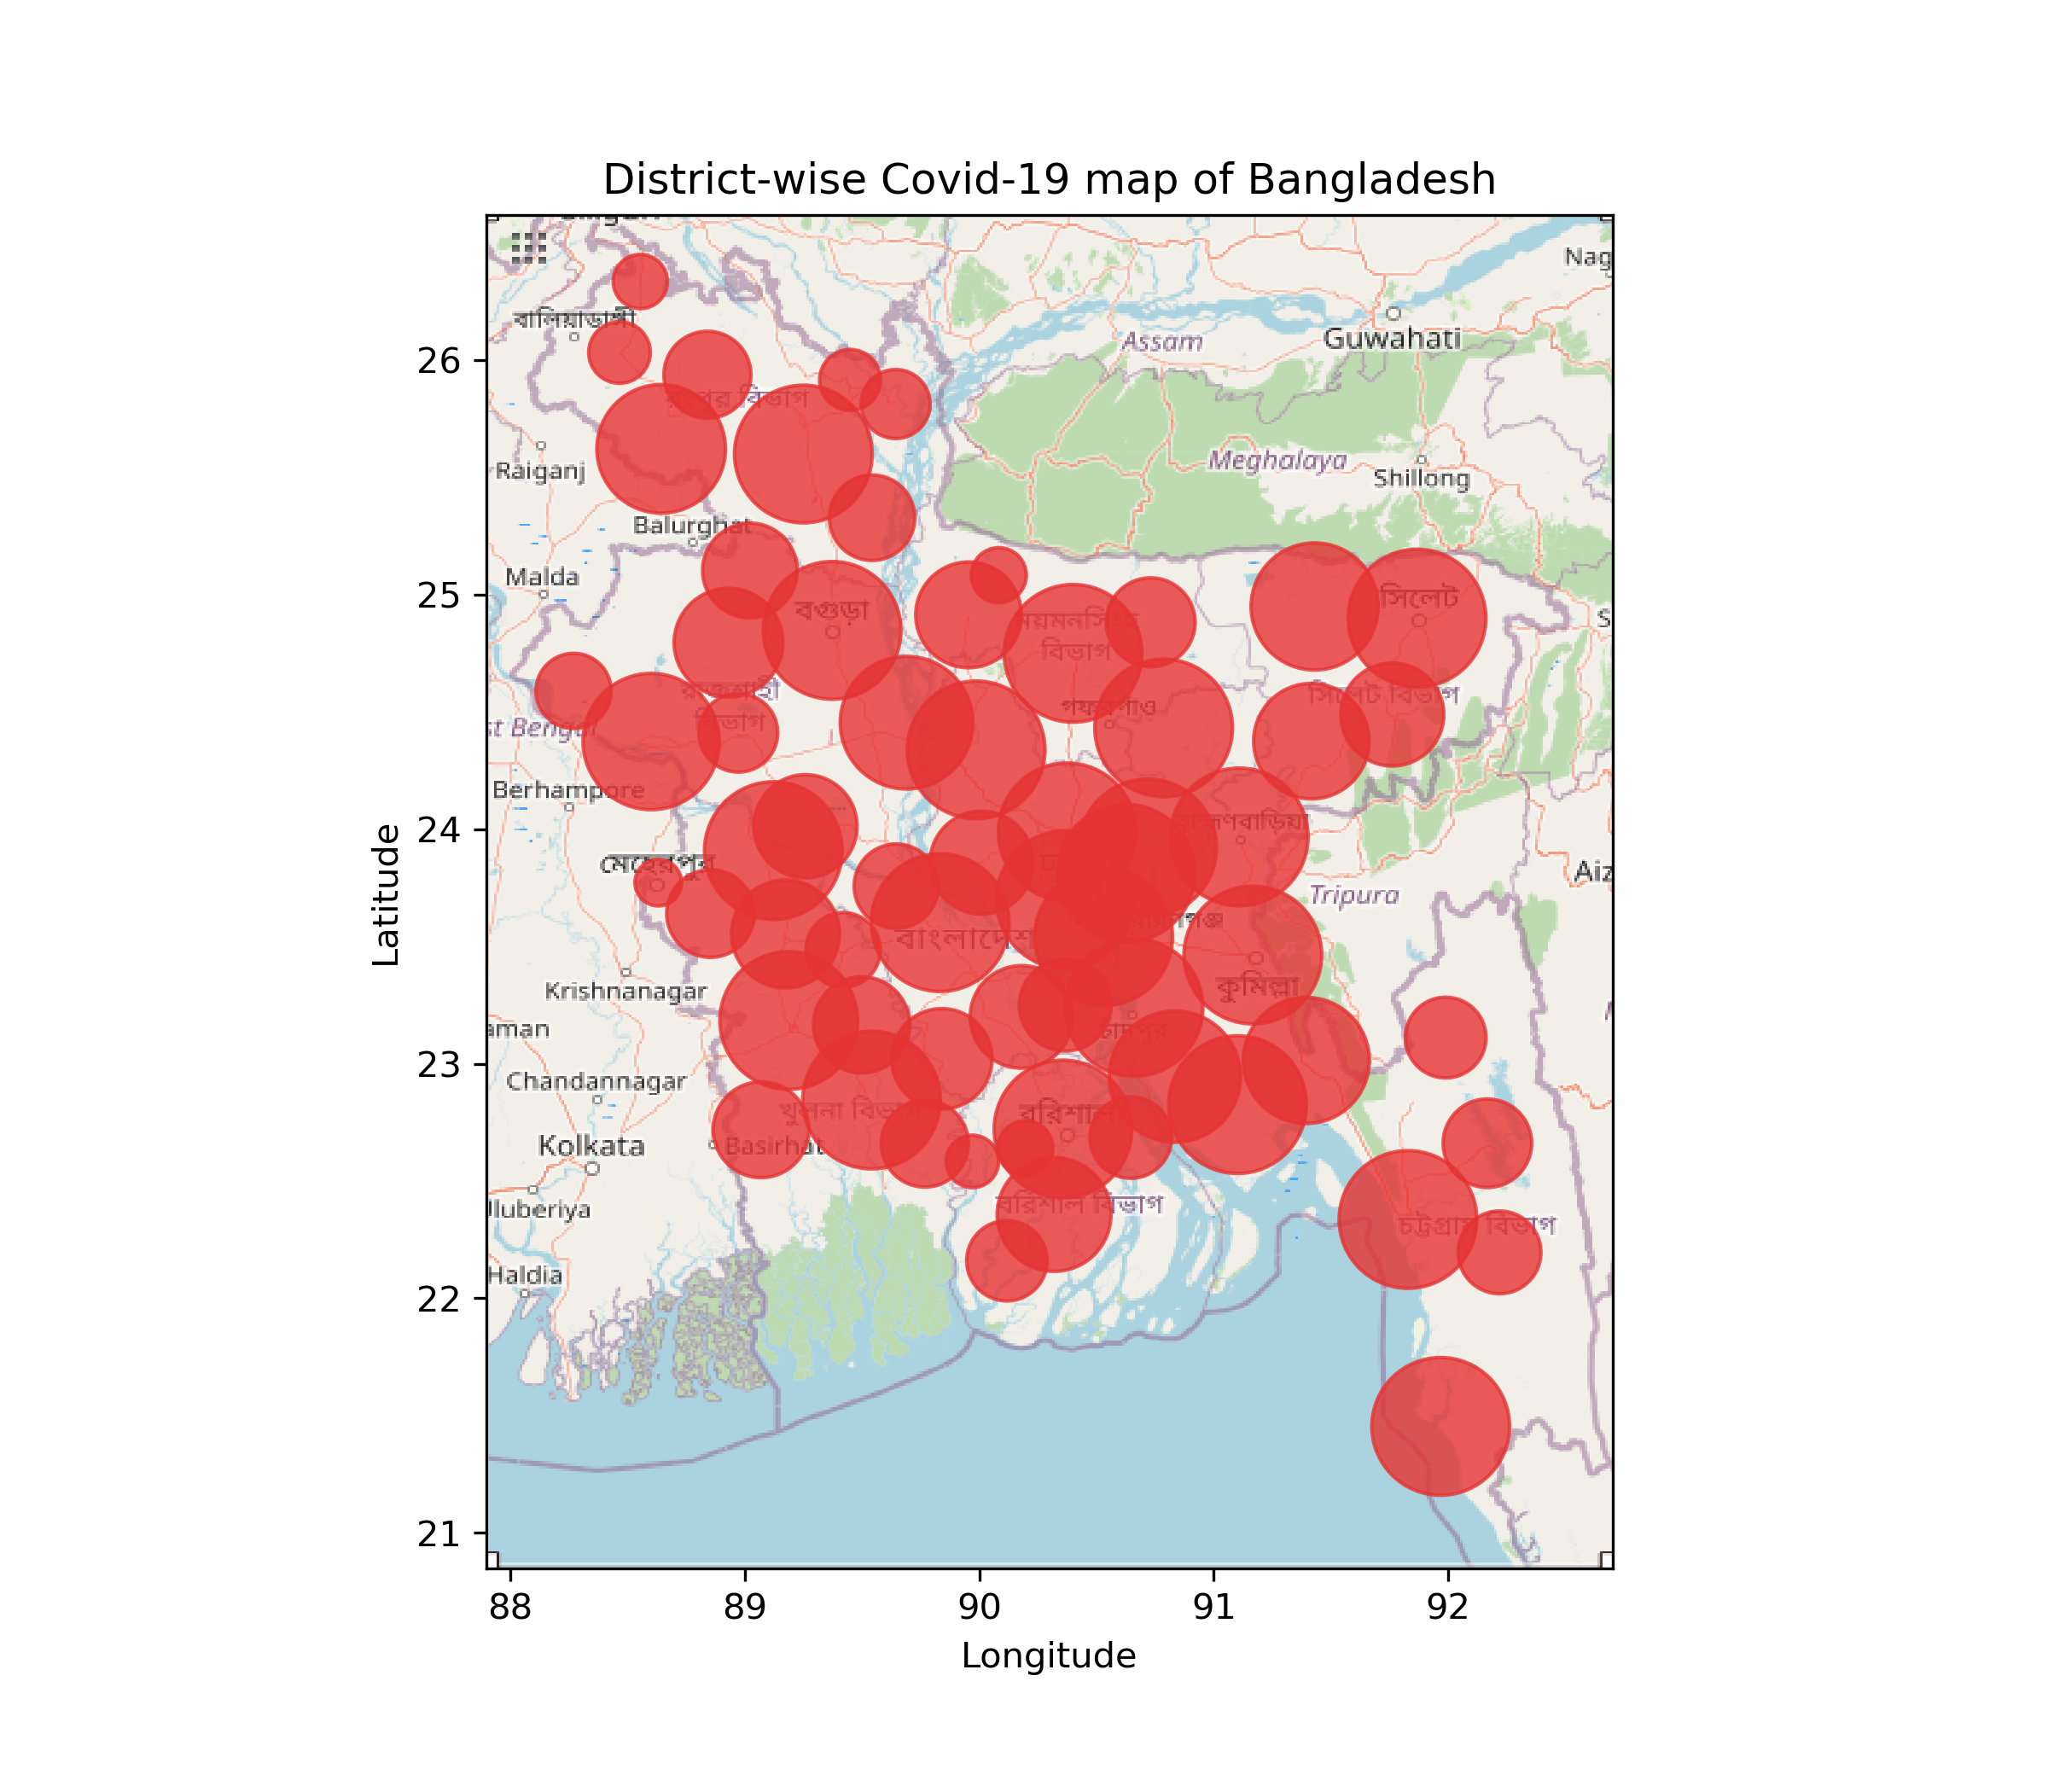 District-wise Covid-19 map of Bangladesh
Nag
বালিয়াডাঙ্গী
Guwahati
Assam
26
রংপুর বিভাগ
Meghalaya
Raiganj
Shillong
Balurghat
Malda
25
বগুড়া
সিলেট
ময়মনসিংহ
বিভাগ
রাজশাহী
বিভাগ
সিলেট বিভাগ
গফরগাঁও
st Bengal
Berhampore
24
ব্রাহ্মণবাড়িয়া
মেহেরপুর
Aiz
Tripura
বাংলাদেশ
Latitude
Krishnanagar
কুমিল্লা
aman
চাঁদপুর
23
Chandannagar
খুলনা বিভাগ
বরিশাল
Kolkata
Basirhat
Uluberiya
বরিশাল বিভাগ
চট্টগ্রাম বিভাগ
Haldia
22
21
88 89 90 91 92
Longitude